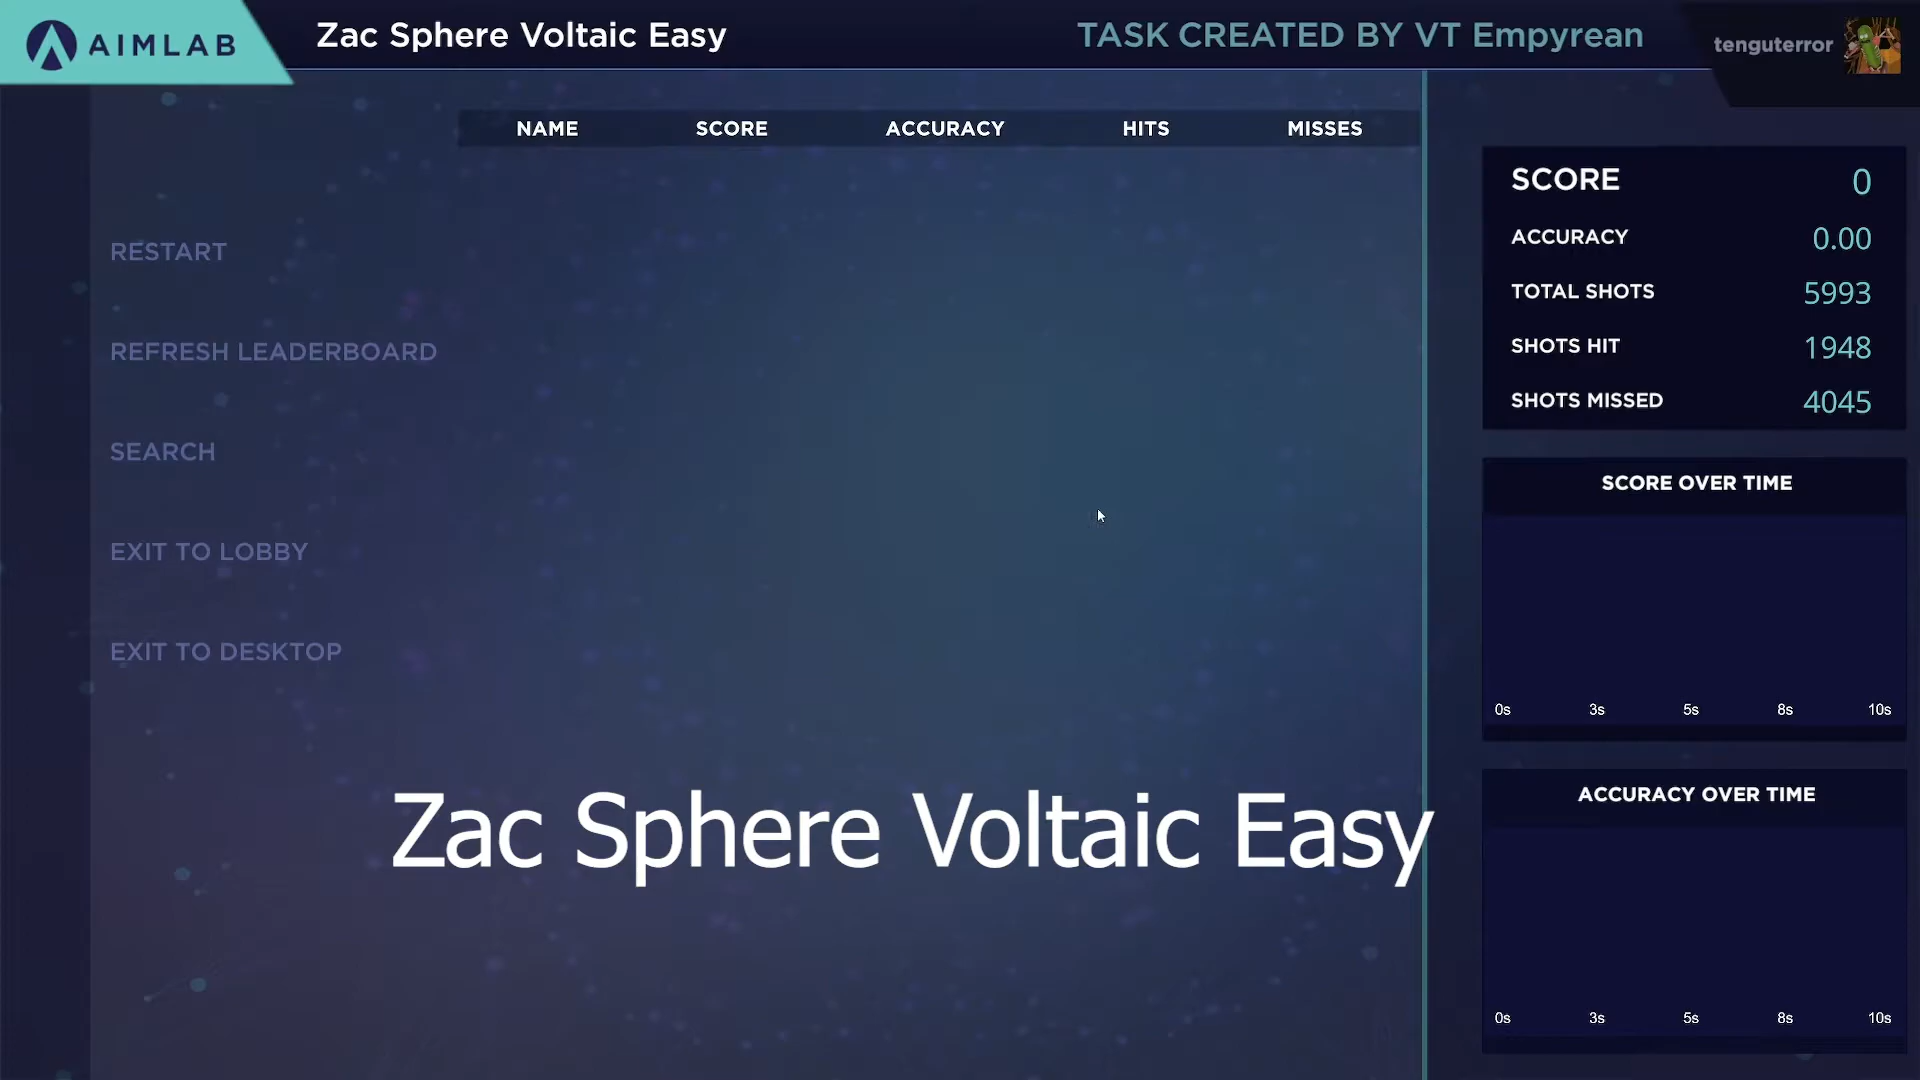 AIMLAB
Zac Sphere Voltaic Easy
TASK CREATED BY VT Empyrean
tenguterror
NAME SCORE ACCURACY HITS MISSES
RESTART
REFRESH LEADERBOARD
SEARCH
EXIT TO LOBBY
EXIT TO DESKTOP
SCORE 0
ACCURACY 0.00
TOTAL SHOTS 5993
SHOTS HIT 1948
SHOTS MISSED 4045
SCORE OVER TIME
0s 3s 5s 8s 10s
ACCURACY OVER TIME
0s 3s 5s 8s 10s
Zac Sphere Voltaic Easy